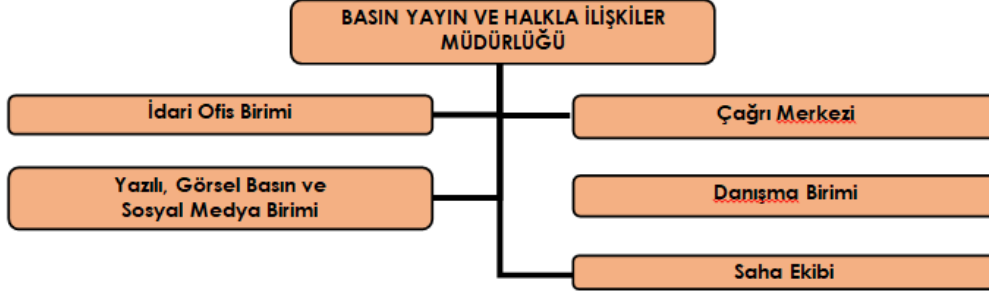 BASIN YAYIN VE HALKLA İLİŞKİLER
MÜDÜRLÜĞÜ
İdari Ofis Birimi
Çağrı Merkezi
Yazılı, Görsel Basın ve
Sosyal Medya Birimi
Danışma Birimi
Saha Ekibi